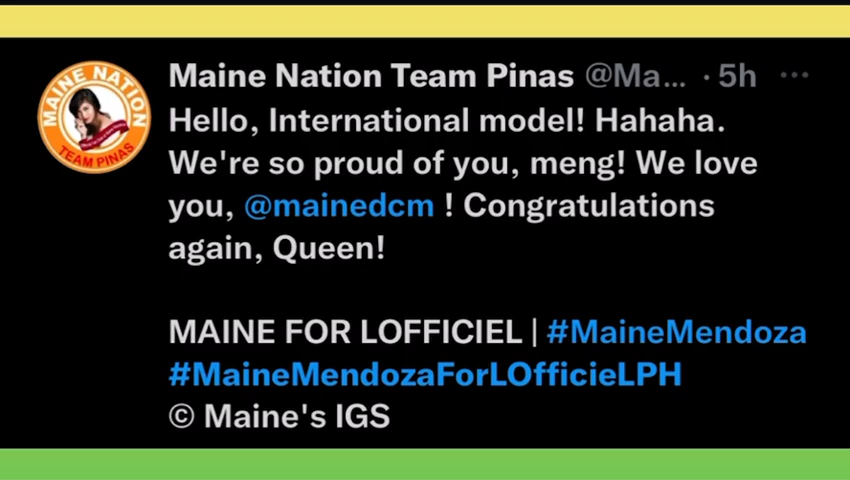 MAINE NATION
TEAM PINAS
Maine Nation Team Pinas @Ma... · 5h ...
Hello, International model! Hahaha.
We're so proud of you, meng! We love
you, @mainedcm ! Congratulations
again, Queen!
MAINE FOR LOFFICIEL | #MaineMendoza
#MaineMendozaForLOfficieLPH
© Maine's IGS